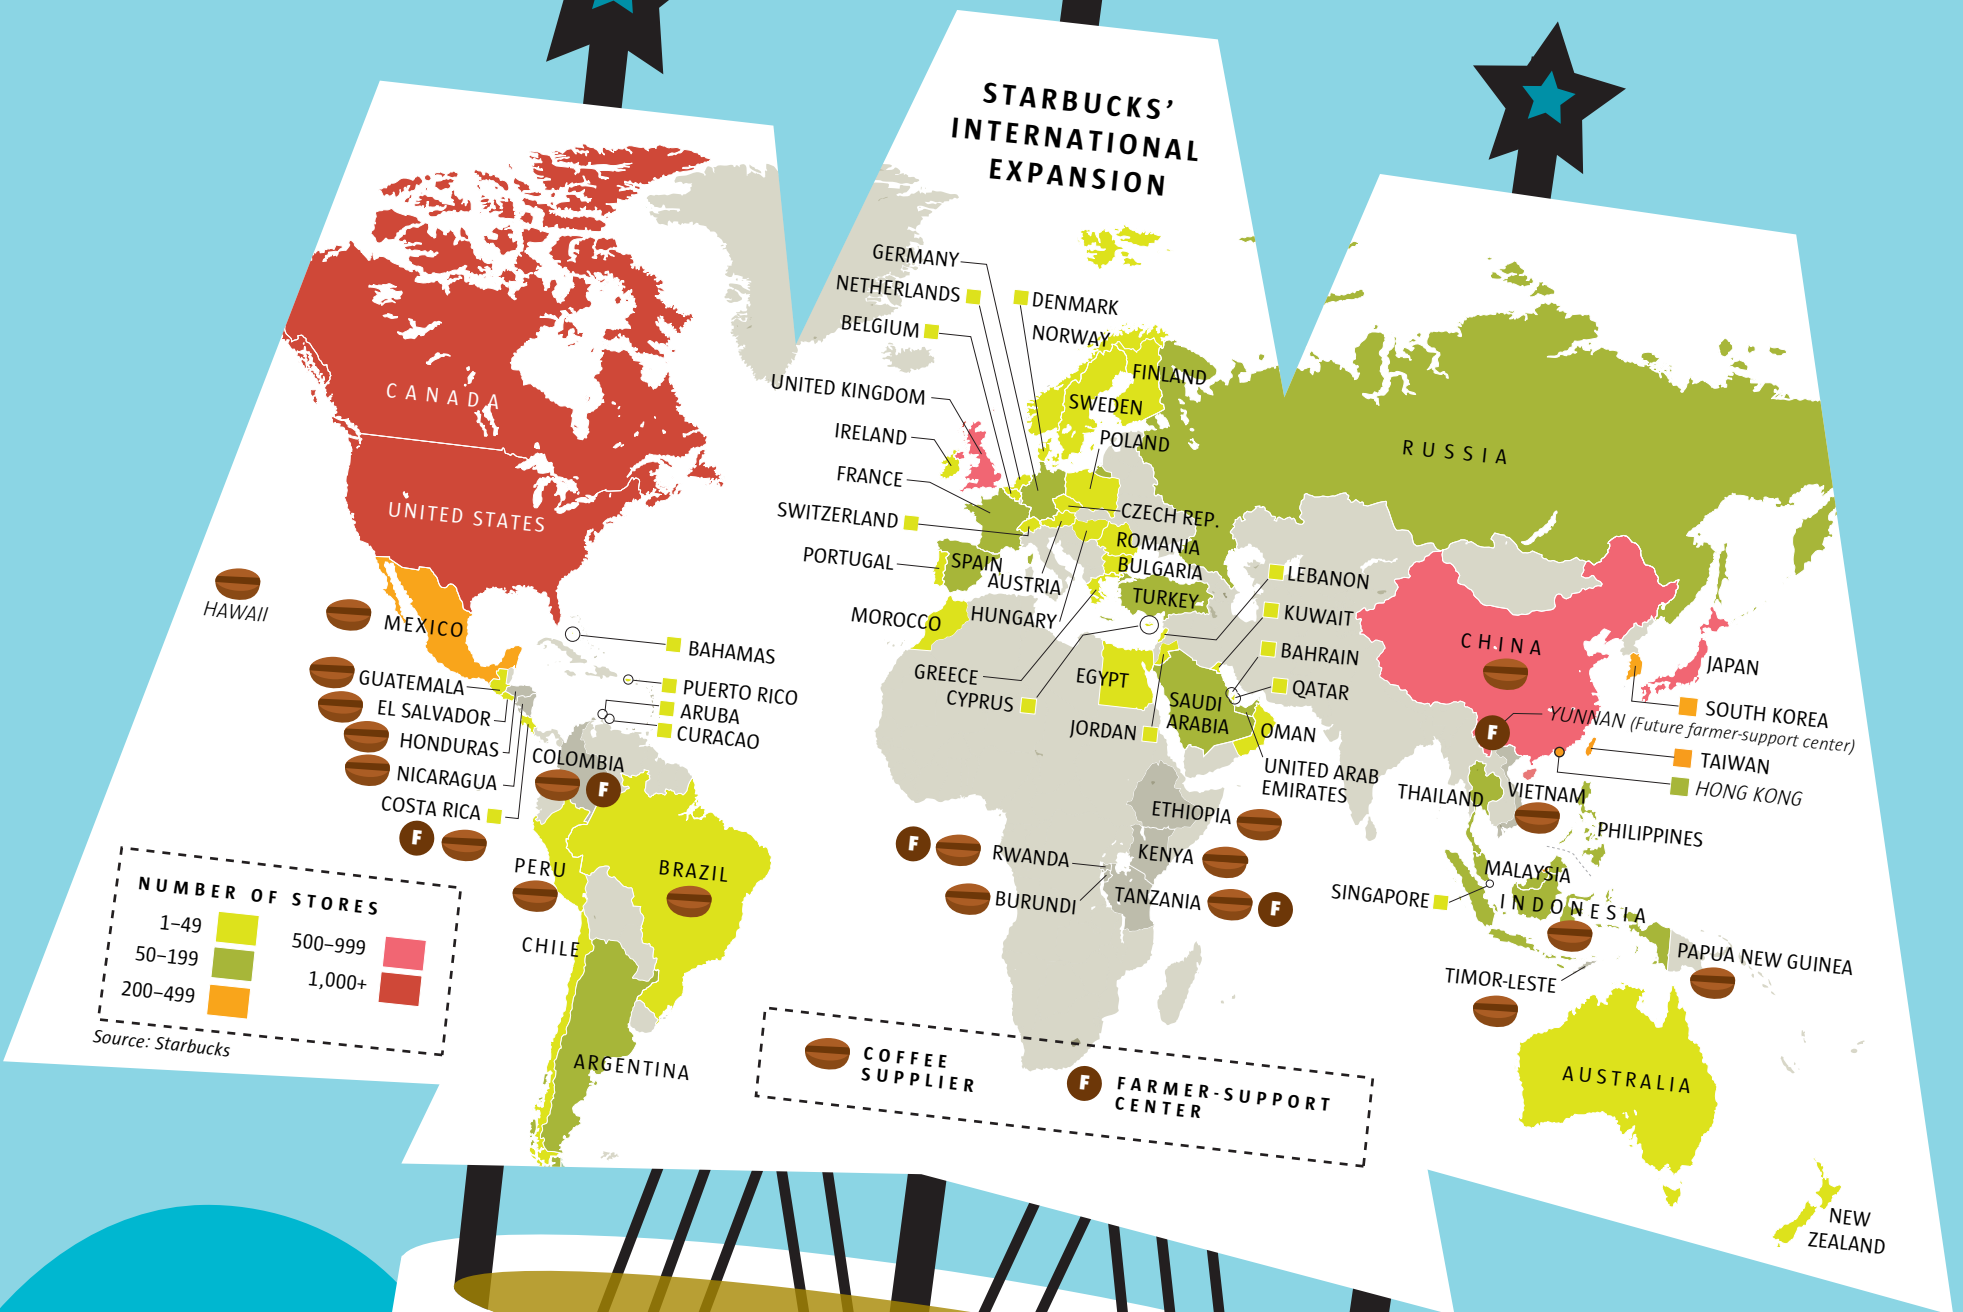 STARBUCKS'
INTERNATIONAL
EXPANSION
GERMANY
NETHERLANDS
DENMARK
BELGIUM
NORWAY
FINLAND
UNITED KINGDOM
SWEDEN
IRELAND
POLAND
FRANCE
SWITZERLAND
CZECH REP.
PORTUGAL
SPAIN
ROMANIA
AUSTRIA
BULGARIA
HUNGARY
TURKEY
MOROCCO
GREECE
CYPRUS
EGYPT
JORDAN
LEBANON
KUWAIT
BAHRAIN
QATAR
SAUDI
ARABIA
OMAN
UNITED ARAB
EMIRATES
CANADA
UNITED STATES
HAWAII
MEXICO
BAHAMAS
PUERTO RICO
ARUBA
CURACAO
GUATEMALA
EL SALVADOR
HONDURAS
NICARAGUA
COSTA RICA
F
COLOMBIA
F
PERU
BRAZIL
CHILE
ARGENTINA
RUSSIA
CHINA
JAPAN
SOUTH KOREA
F
YUNNAN (Future farmer-support center)
TAIWAN
HONG KONG
THAILAND
VIETNAM
PHILIPPINES
MALAYSIA
SINGAPORE
INDONESIA
PAPUA NEW GUINEA
TIMOR-LESTE
AUSTRALIA
NEW
ZEALAND
ETHIOPIA
F
RWANDA
KENYA
BURUNDI
TANZANIA
F
NUMBER OF STORES
1–49
50–199
200–499
500–999
1,000+
Source: Starbucks
COFFEE
SUPPLIER
F
FARMER-SUPPORT
CENTER